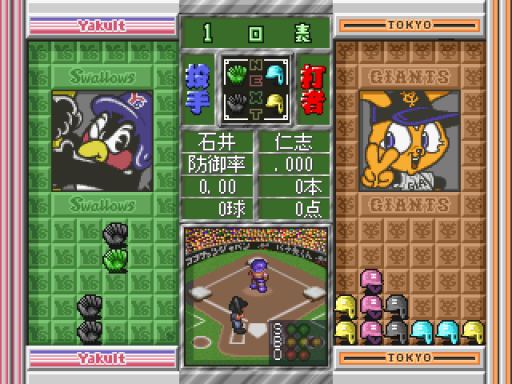 Yakult
Swallows
Swallows
Yakult
1回表
投手
NEXT
打者
石井 仁志
防御率 .000
0.00 0本
0球 0点
S
B
O
TOKYO
GIANTS
GIANTS
TOKYO